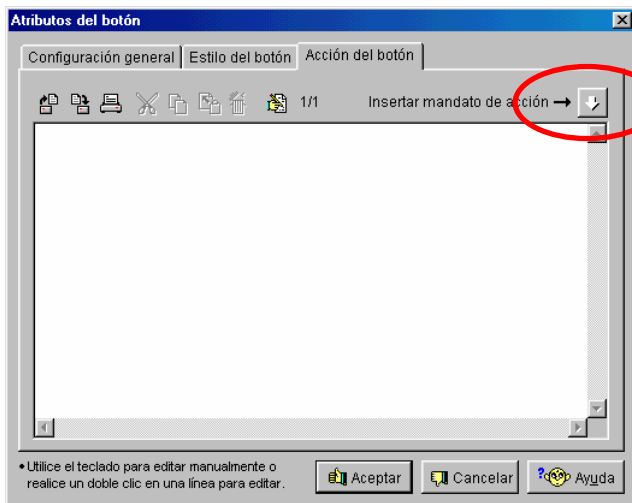 Atributos del botón
Configuración general Estilo del botón Acción del botón
1/1 Insertar mandato de acción
Utilice el teclado para editar manualmente o
realice un doble clic en una línea para editar.
Aceptar Cancelar Ayuda